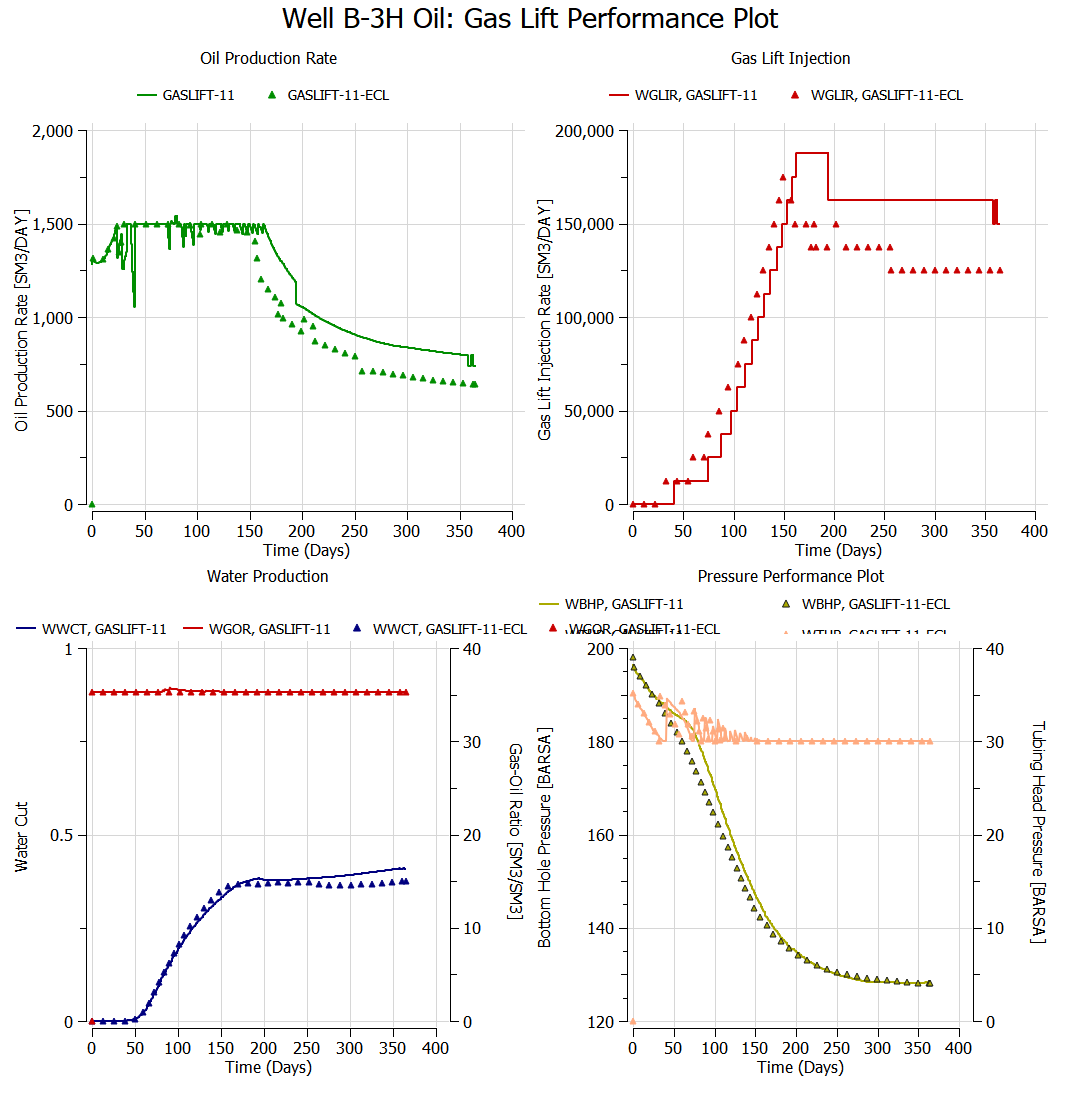 Well B-3H Oil: Gas Lift Performance Plot
Oil Production Rate
GASLIFT-11
GASLIFT-11-ECL
Oil Production Rate [SM3/DAY]
2,000
1,500
1,000
500
0
0 50 100 150 200 250 300 350 400
Time (Days)
Gas Lift Injection
WGLIR, GASLIFT-11
WGLIR, GASLIFT-11-ECL
Gas Lift Injection Rate [SM3/DAY]
200,000
150,000
100,000
50,000
0
0 50 100 150 200 250 300 350 400
Time (Days)
Water Production
WWCT, GASLIFT-11
WGOR, GASLIFT-11
WWCT, GASLIFT-11-ECL
WGOR, GASLIFT-11-ECL
Water Cut
1
0.5
0
40
30
20
10
0
Gas-Oil Ratio [SM3/SM3]
0 50 100 150 200 250 300 350 400
Time (Days)
Pressure Performance Plot
WBHP, GASLIFT-11
WBHP, GASLIFT-11-ECL
Bottom Hole Pressure [BARSA]
200
180
160
140
120
40
30
20
10
0
Tubing Head Pressure [BARSA]
0 50 100 150 200 250 300 350 400
Time (Days)